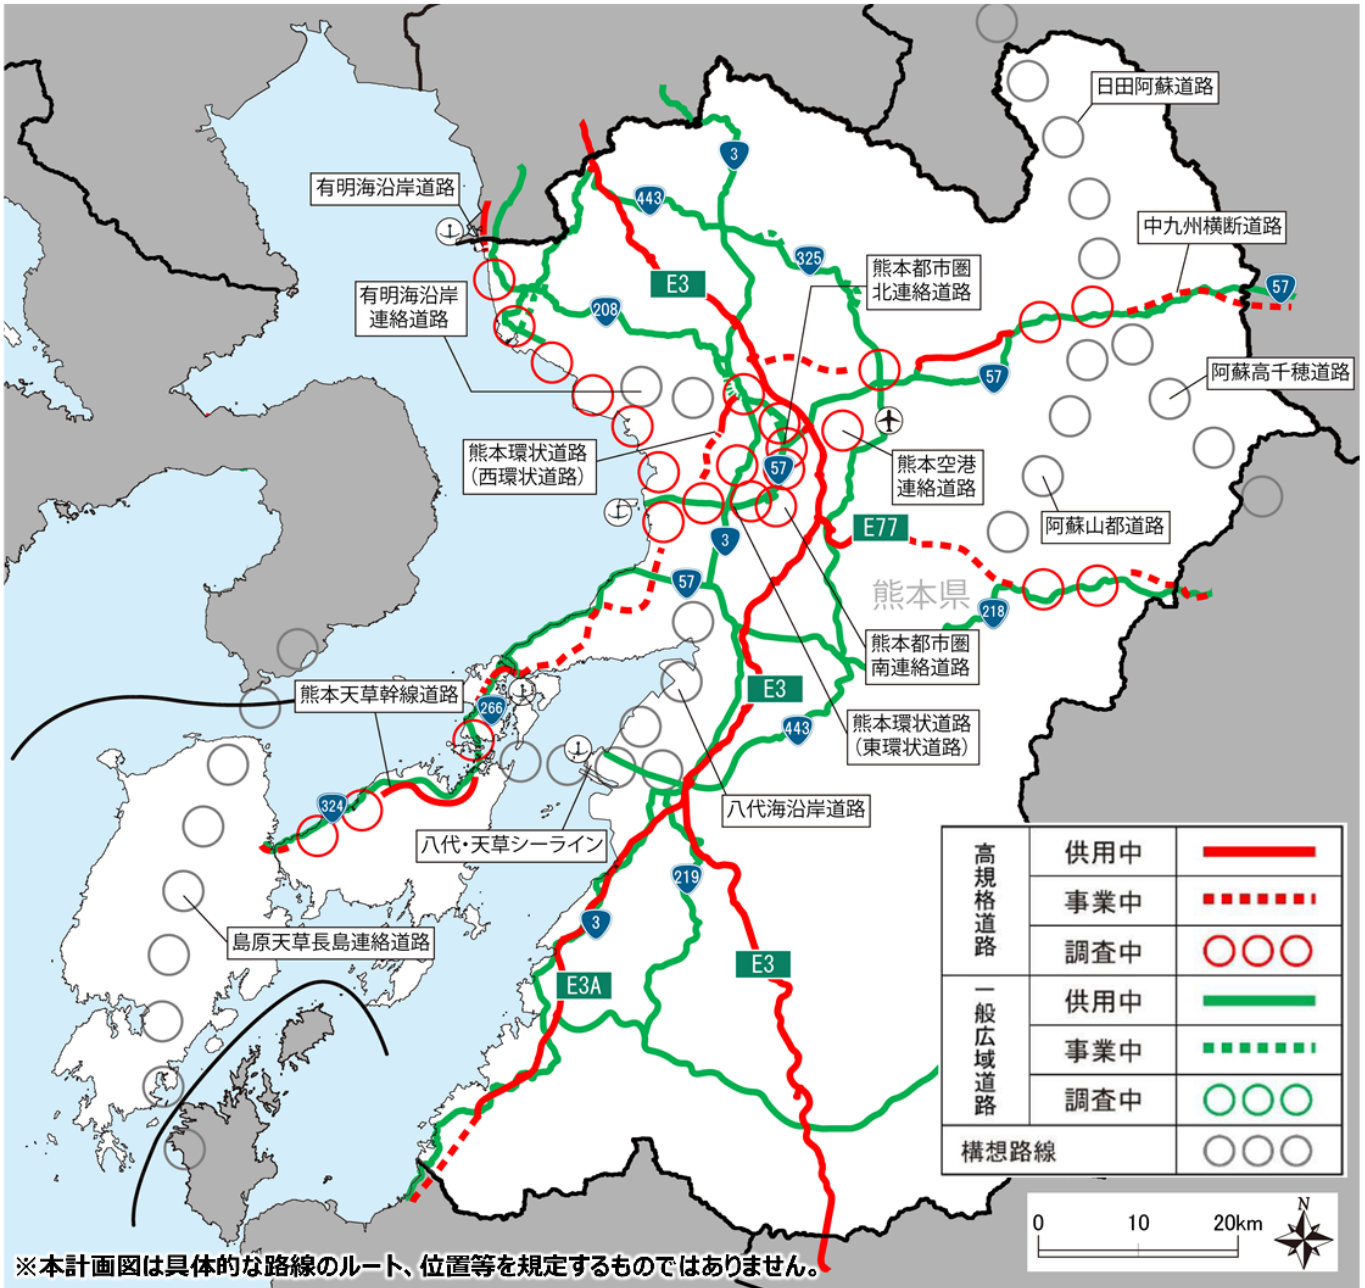 日田阿蘇道路
3
有明海沿岸道路
443
中九州横断道路
325
熊本都市圏
北連絡道路
57
E3
有明海沿岸
連絡道路
208
阿蘇高千穂道路
57
熊本環状道路
(西環状道路)
57
熊本空港
連絡道路
阿蘇山都道路
E77
3
57
熊本県
218
熊本都市圏
南連絡道路
熊本天草幹線道路
E3
266
443
熊本環状道路
(東環状道路)
324
八代海沿岸道路
八代・天草シーライン
219
3
島原天草長島連絡道路
E3
E3A
高規格道路
供用中
事業中
調査中
一般広域道路
供用中
事業中
調査中
構想路線
N
0 10 20km
※本計画図は具体的な路線のルート、位置等を規定するものではありません。